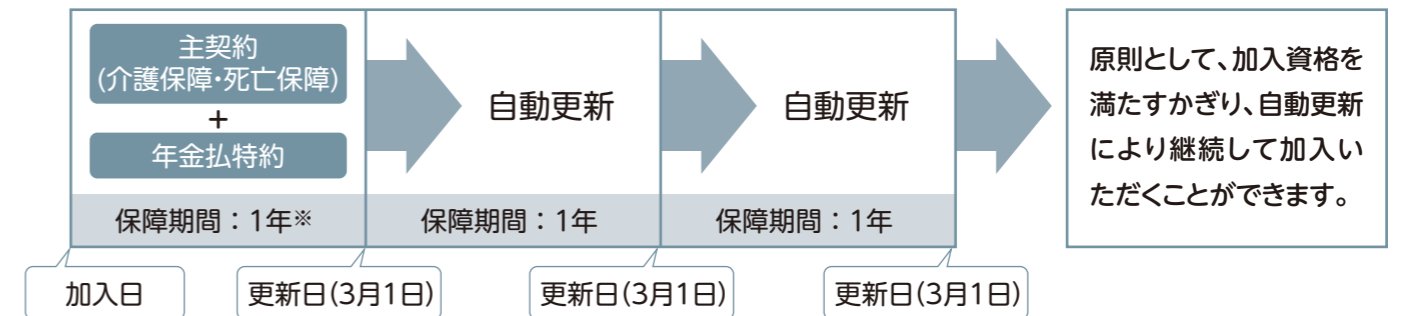 主契約
(介護保障・死亡保障)
+
年金払特約
自動更新
自動更新
原則として、加入資格を
満たすかぎり、自動更新
により継続して加入い
ただくことができます。
保障期間：1年※
保障期間：1年
保障期間：1年
加入日
更新日(3月1日)
更新日(3月1日)
更新日(3月1日)